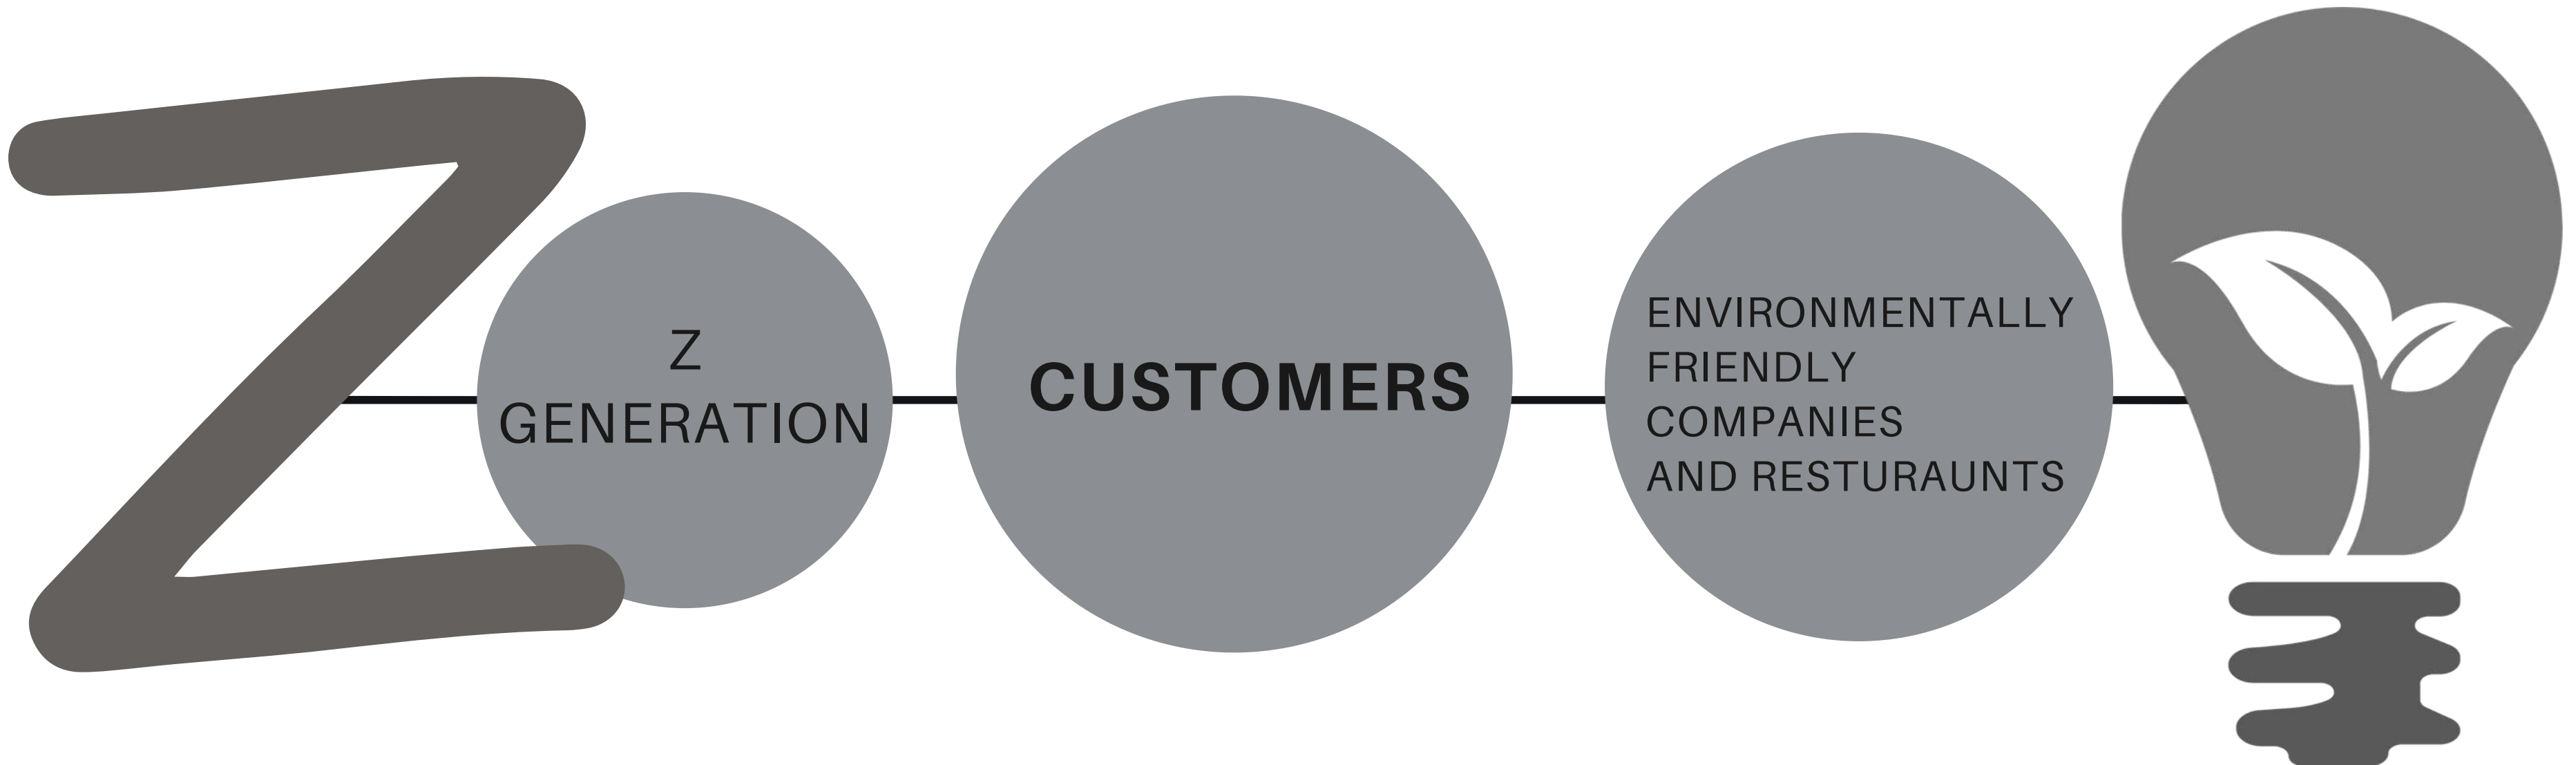 Z
Z
GENERATION
CUSTOMERS
ENVIRONMENTALLY
FRIENDLY
COMPANIES
AND RESTURAUNTS